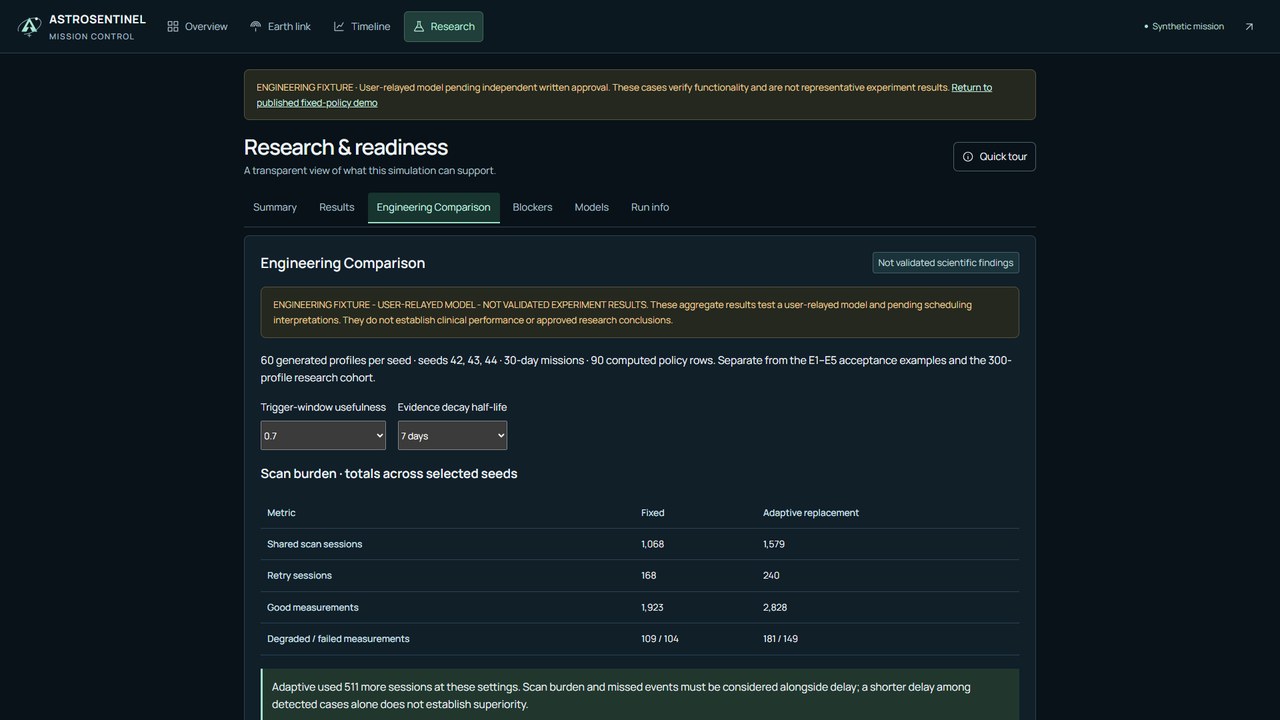 ASTROSENTINEL
MISSION CONTROL
Overview
Earth link
Timeline
Research
• Synthetic mission
ENGINEERING FIXTURE · User-relayed model pending independent written approval. These cases verify functionality and are not representative experiment results. Return to
published fixed-policy demo
Research & readiness
A transparent view of what this simulation can support.
Quick tour
Summary
Results
Engineering Comparison
Blockers
Models
Run info
Engineering Comparison
Not validated scientific findings
ENGINEERING FIXTURE - USER-RELAYED MODEL - NOT VALIDATED EXPERIMENT RESULTS. These aggregate results test a user-relayed model and pending scheduling
interpretations. They do not establish clinical performance or approved research conclusions.
60 generated profiles per seed · seeds 42, 43, 44 · 30-day missions · 90 computed policy rows. Separate from the E1–E5 acceptance examples and the 300-
profile research cohort.
Trigger-window usefulness
Evidence decay half-life
0.7
7 days
Scan burden · totals across selected seeds
Metric Fixed Adaptive replacement
Shared scan sessions 1,068 1,579
Retry sessions 168 240
Good measurements 1,923 2,828
Degraded / failed measurements 109 / 104 181 / 149
Adaptive used 511 more sessions at these settings. Scan burden and missed events must be considered alongside delay; a shorter delay among
detected cases alone does not establish superiority.